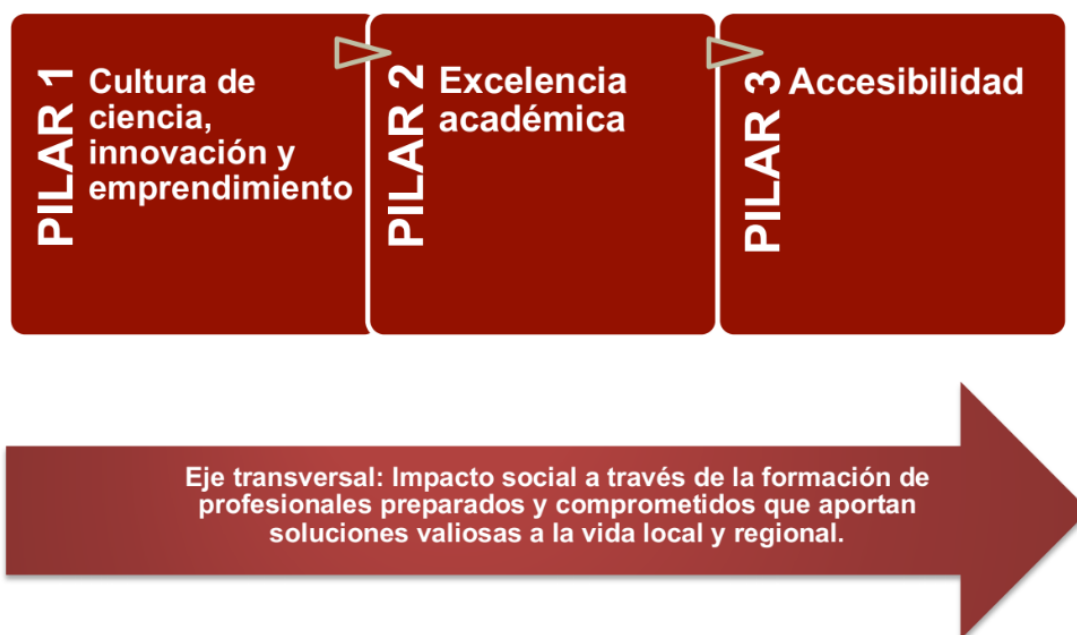 PILAR 1
Cultura de
ciencia,
innovación y
emprendimiento
PILAR 2
Excelencia
académica
PILAR 3
Accesibilidad
Eje transversal: Impacto social a través de la formación de
profesionales preparados y comprometidos que aportan
soluciones valiosas a la vida local y regional.